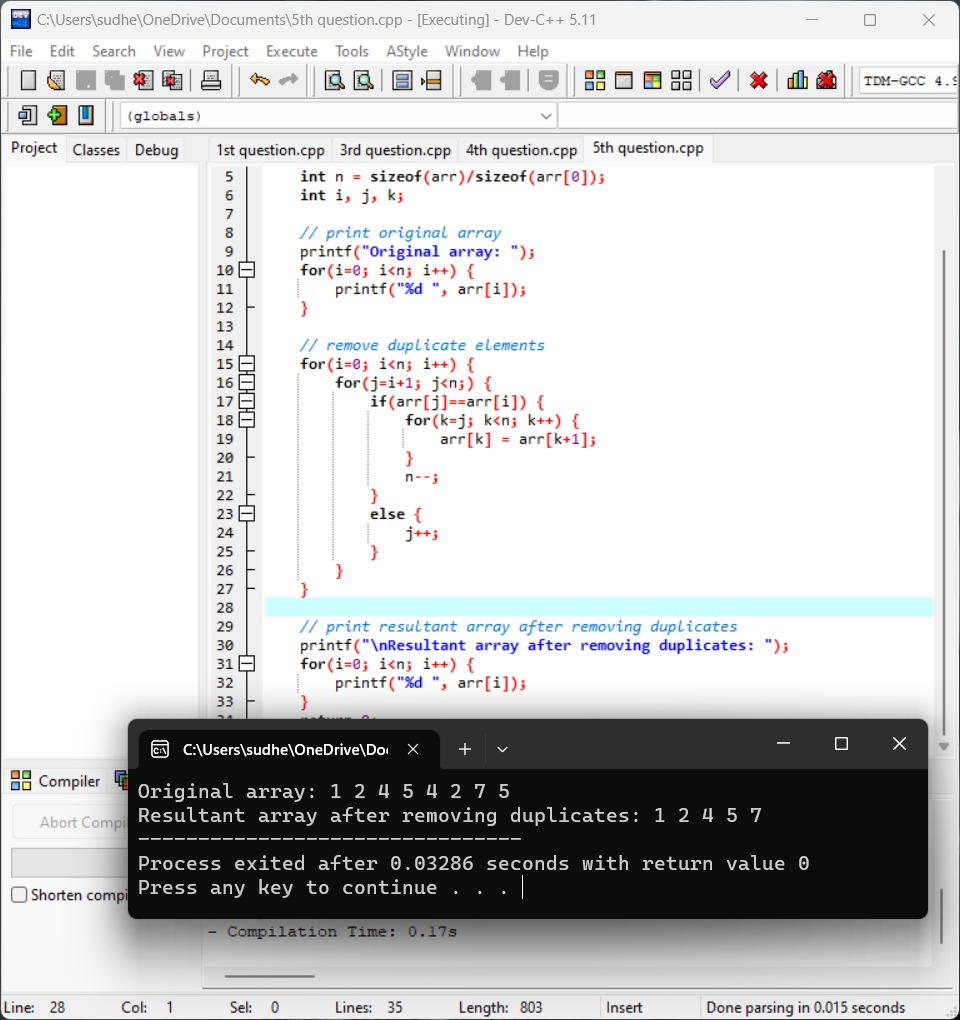 C:\Users\sudhe\OneDrive\Documents\5th question.cpp - [Executing] - Dev-C++ 5.11
File Edit Search View Project Execute Tools AStyle Window Help
TDM-GCC 4.9
(globals)
Project Classes Debug
1st question.cpp 3rd question.cpp 4th question.cpp 5th question.cpp
5 int n = sizeof(arr)/sizeof(arr[0]);
6 int i, j, k;
7
8 // print original array
9 printf("Original array: ");
10 for(i=0; i<n; i++) {
11 printf("%d ", arr[i]);
12 }
13
14 // remove duplicate elements
15 for(i=0; i<n; i++) {
16 for(j=i+1; j<n;) {
17 if(arr[j]==arr[i]) {
18 for(k=j; k<n; k++) {
19 arr[k] = arr[k+1];
20 }
21 n--;
22 }
23 else {
24 j++;
25 }
26 }
27 }
28
29 // print resultant array after removing duplicates
30 printf("\nResultant array after removing duplicates: ");
31 for(i=0; i<n; i++) {
32 printf("%d ", arr[i]);
33 }
C:\Users\sudhe\OneDrive\Do
Original array: 1 2 4 5 4 2 7 5
Resultant array after removing duplicates: 1 2 4 5 7
--------------------------------
Process exited after 0.03286 seconds with return value 0
Press any key to continue . . .
Compiler
Abort Compi
Shorten compi
- Compilation Time: 0.17s
Line: 28 Col: 1 Sel: 0 Lines: 35 Length: 803 Insert Done parsing in 0.015 seconds